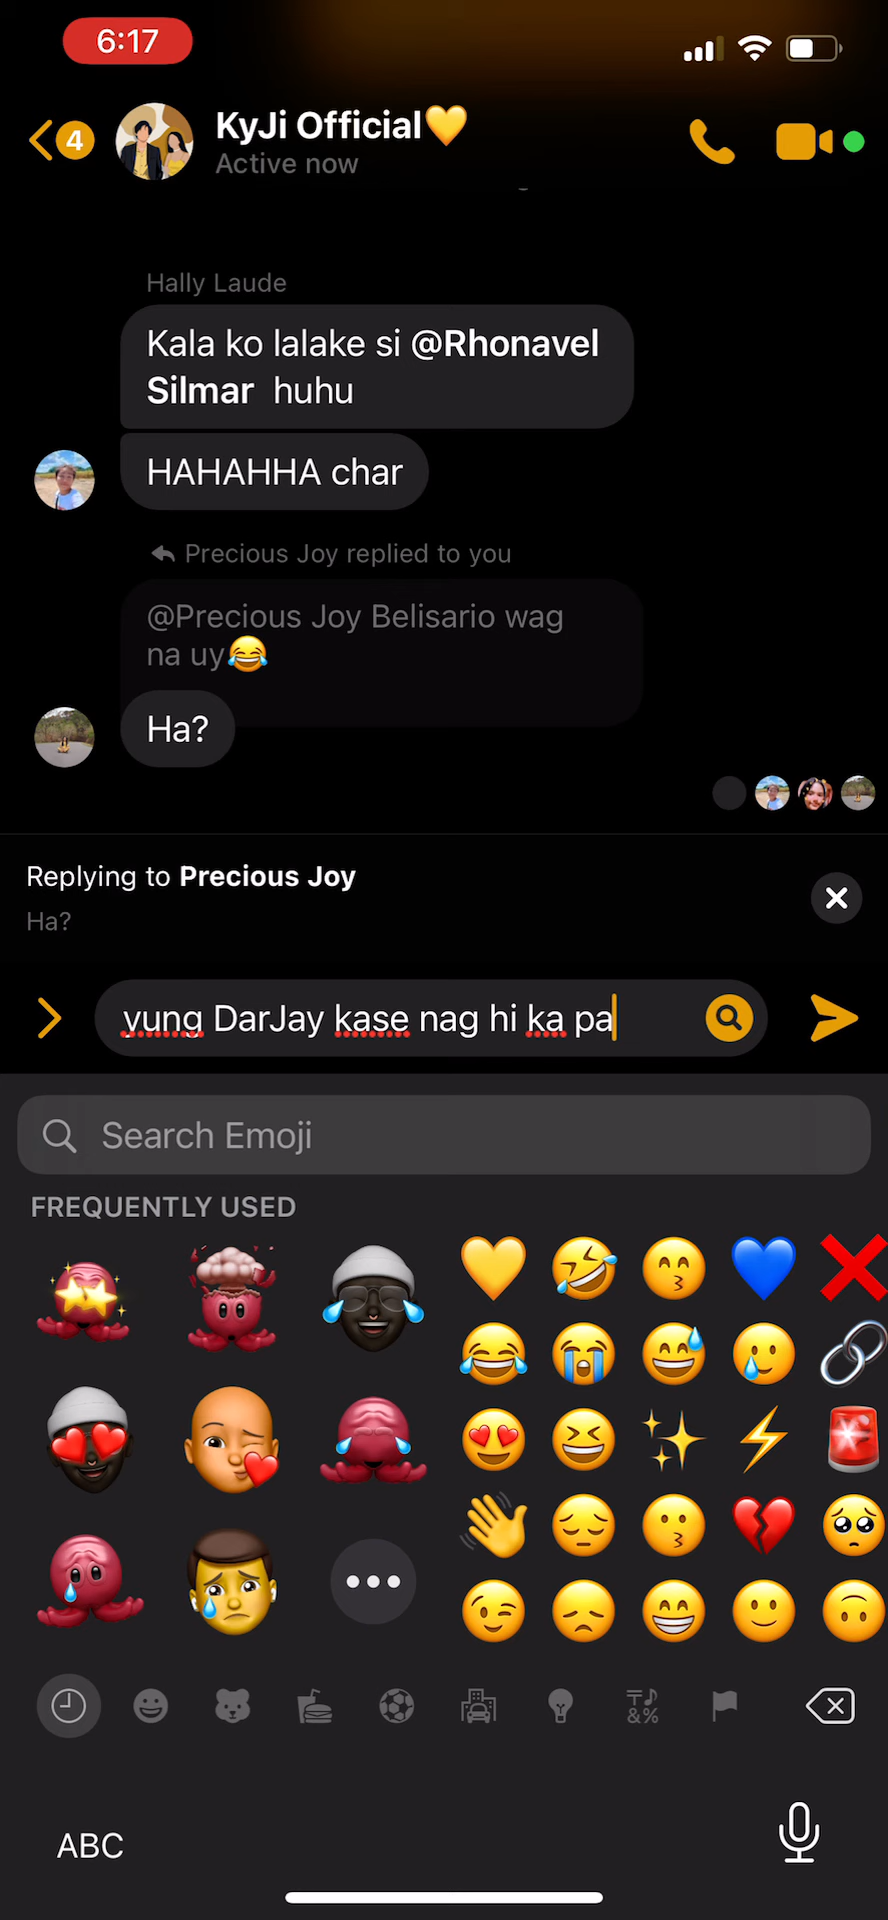 6:17
4
KyJi Official💛
Active now
Hally Laude
Kala ko lalake si @Rhonavel
Silmar huhu
HAHAHHA char
Precious Joy replied to you
@Precious Joy Belisario wag
na uy😂
Ha?
Replying to Precious Joy
Ha?
yung DarJay kase nag hi ka pa
Search Emoji
FREQUENTLY USED
ABC